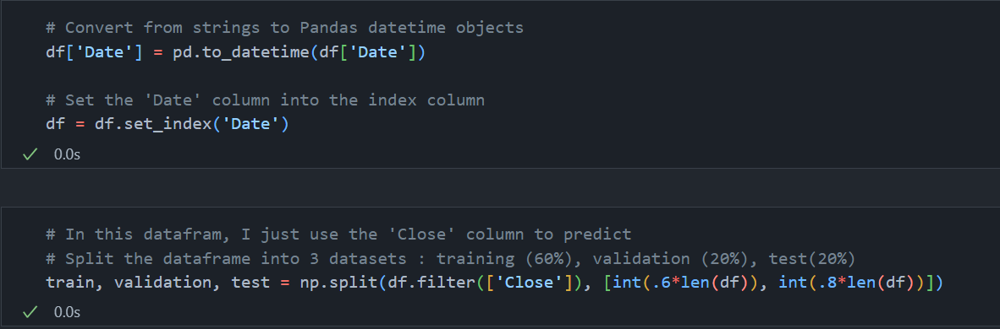 # Convert from strings to Pandas datetime objects
df['Date'] = pd.to_datetime(df['Date'])
# Set the 'Date' column into the index column
df = df.set_index('Date')
✓ 0.0s
# In this datafram, I just use the 'Close' column to predict
# Split the dataframe into 3 datasets : training (60%), validation (20%), test(20%)
train, validation, test = np.split(df.filter(['Close']), [int(.6*len(df)), int(.8*len(df))])
✓ 0.0s